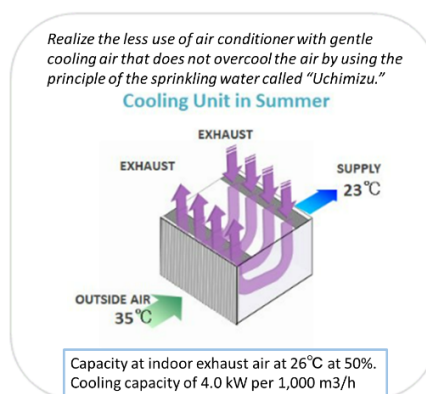 Realize the less use of air conditioner with gentle
cooling air that does not overcool the air by using the
principle of the sprinkling water called “Uchimizu.”
Cooling Unit in Summer
EXHAUST
EXHAUST
SUPPLY
23℃
OUTSIDE AIR
35℃
Capacity at indoor exhaust air at 26℃ at 50%.
Cooling capacity of 4.0 kW per 1,000 m3/h